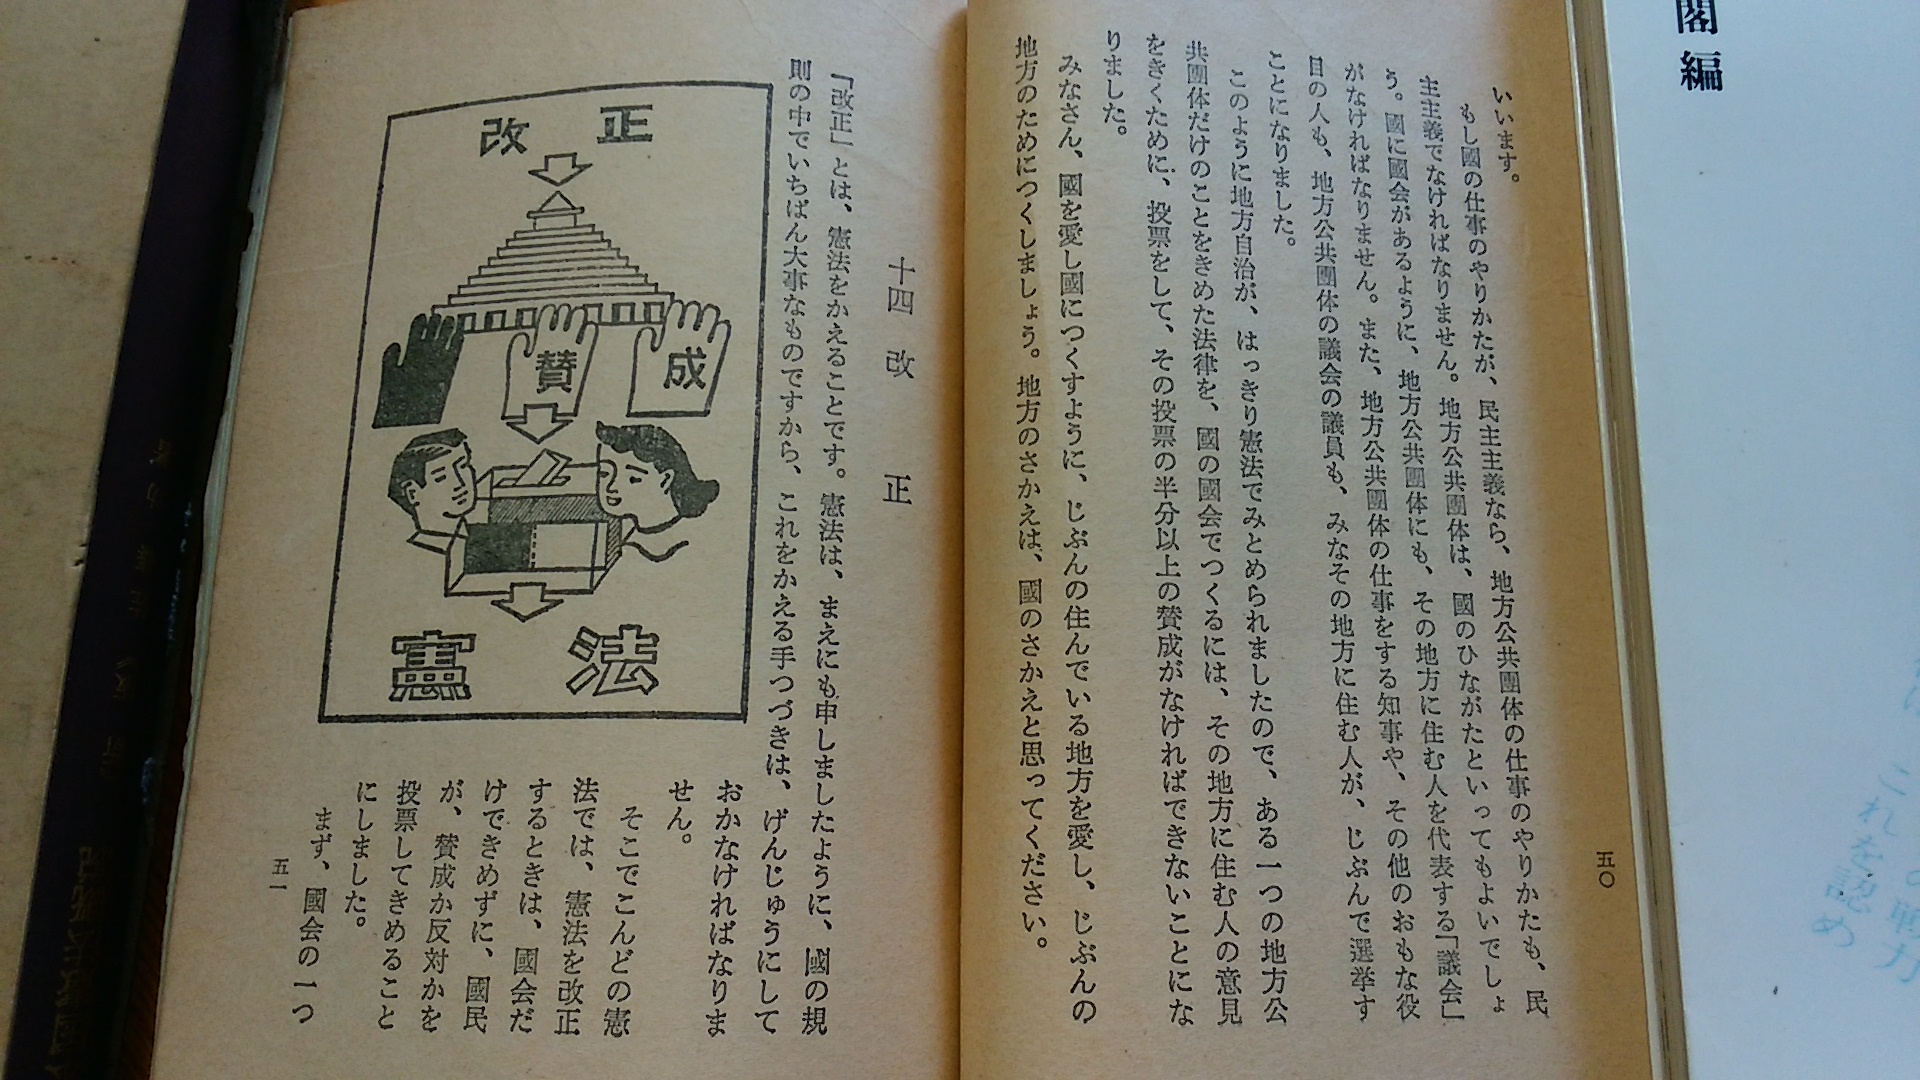 いいます。
もし國の仕事のやりかたが、民主主義なら、地方公共團体の仕事のやりかたも、民
主主義でなければなりません。地方公共團体は、國のひながたといってもよいでしょ
う。國に國会があるように、地方公共團体にも、その地方に住む人を代表する「議会」
がなければなりません。また、地方公共團体の仕事をする知事や、その他のおもな役
目の人も、地方公共團体の議会の議員も、みなその地方に住む人が、じぶんで選挙す
ることになりました。
このように地方自治が、はっきり憲法でみとめられましたので、ある一つの地方公
共團体だけのことをきめた法律を、國の國会でつくるには、その地方に住む人の意見
をきくために、投票をして、その投票の半分以上の賛成がなければできないことにな
りました。
みなさん、國を愛し國につくすように、じぶんの住んでいる地方を愛し、じぶんの
地方のためにつくしましょう。地方のさかえは、國のさかえと思ってください。
五〇
十四 改 正
「改正」とは、憲法をかえることです。憲法は、まえにも申しましたように、國の規
則の中でいちばん大事なものですから、これをかえる手つづきは、げんじゅうにして
おかなければなりま
せん。
そこでこんどの憲
法では、憲法を改正
するときは、國会だ
けできめずに、國民
が、賛成か反対かを
投票してきめること
にしました。
まず、國会の一つ
五一
改 正
賛 成
憲 法
閣編
これを認め